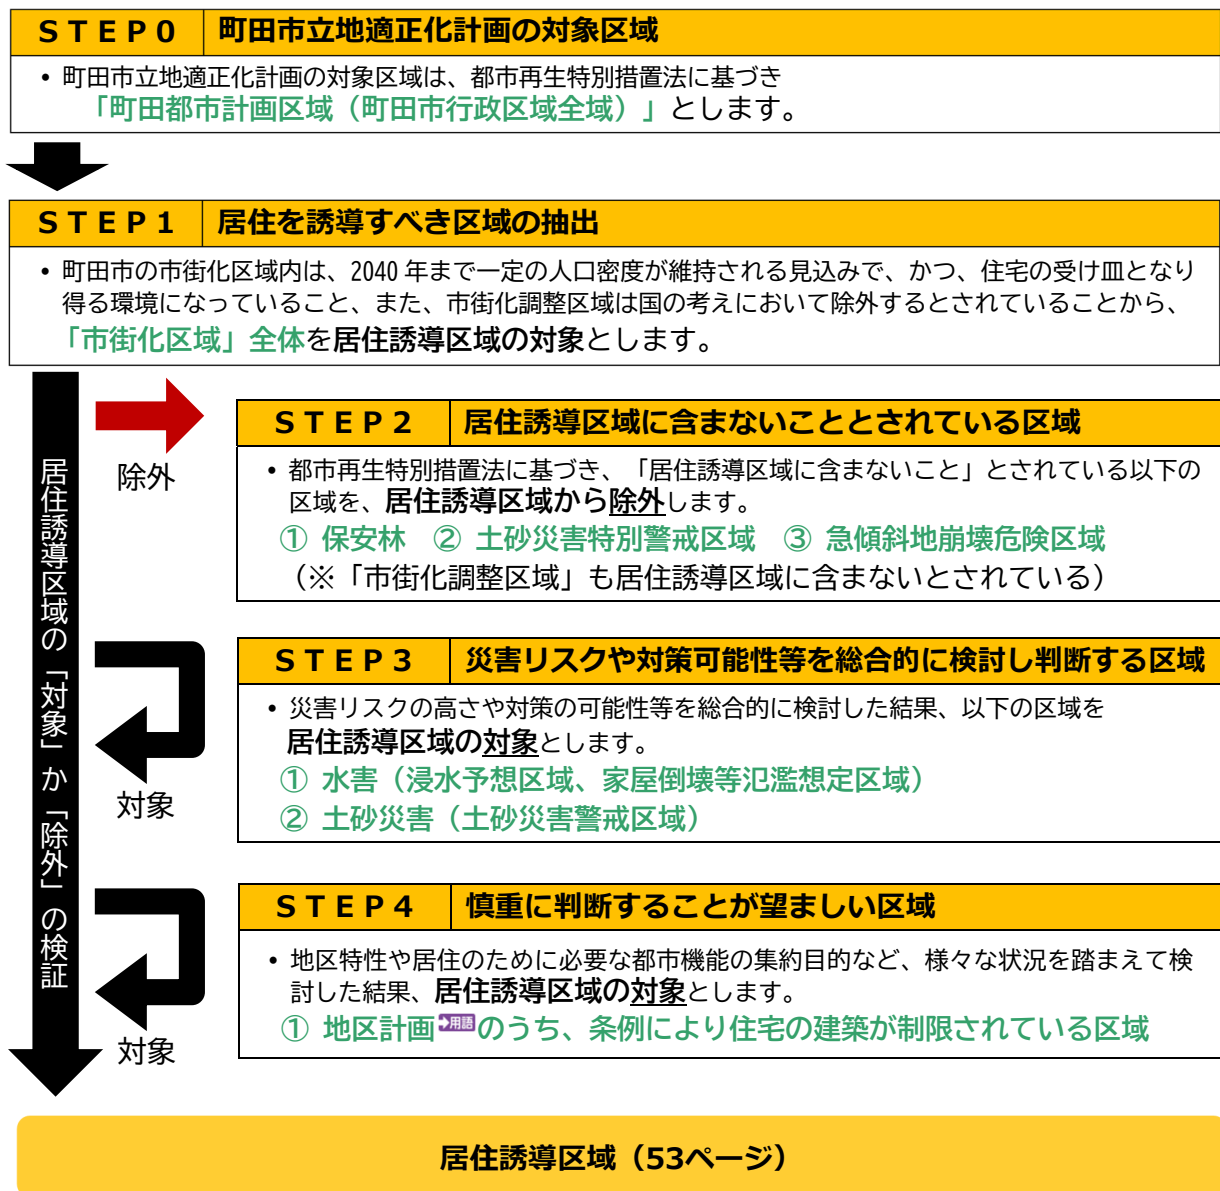 STEP0 町田市立地適正化計画の対象区域
• 町田市立地適正化計画の対象区域は、都市再生特別措置法に基づき
「町田都市計画区域（町田市行政区域全域）」とします。
STEP1 居住を誘導すべき区域の抽出
• 町田市の市街化区域内は、2040年まで一定の人口密度が維持される見込みで、かつ、住宅の受け皿となり
得る環境になっていること、また、市街化調整区域は国の考えにおいて除外するとされていることから、
「市街化区域」全体を居住誘導区域の対象とします。
居住誘導区域の「対象」か「除外」の検証
除外
STEP2 居住誘導区域に含まないこととされている区域
• 都市再生特別措置法に基づき、「居住誘導区域に含まないこと」とされている以下の
区域を、居住誘導区域から除外します。
① 保安林 ② 土砂災害特別警戒区域 ③ 急傾斜地崩壊危険区域
（※「市街化調整区域」も居住誘導区域に含まないとされている）
対象
STEP3 災害リスクや対策可能性等を総合的に検討し判断する区域
• 災害リスクの高さや対策の可能性等を総合的に検討した結果、以下の区域を
居住誘導区域の対象とします。
① 水害（浸水予想区域、家屋倒壊等氾濫想定区域）
② 土砂災害（土砂災害警戒区域）
対象
STEP4 慎重に判断することが望ましい区域
• 地区特性や居住のために必要な都市機能の集約目的など、様々な状況を踏まえて検
討した結果、居住誘導区域の対象とします。
① 地区計画➔用語のうち、条例により住宅の建築が制限されている区域
居住誘導区域（53ページ）